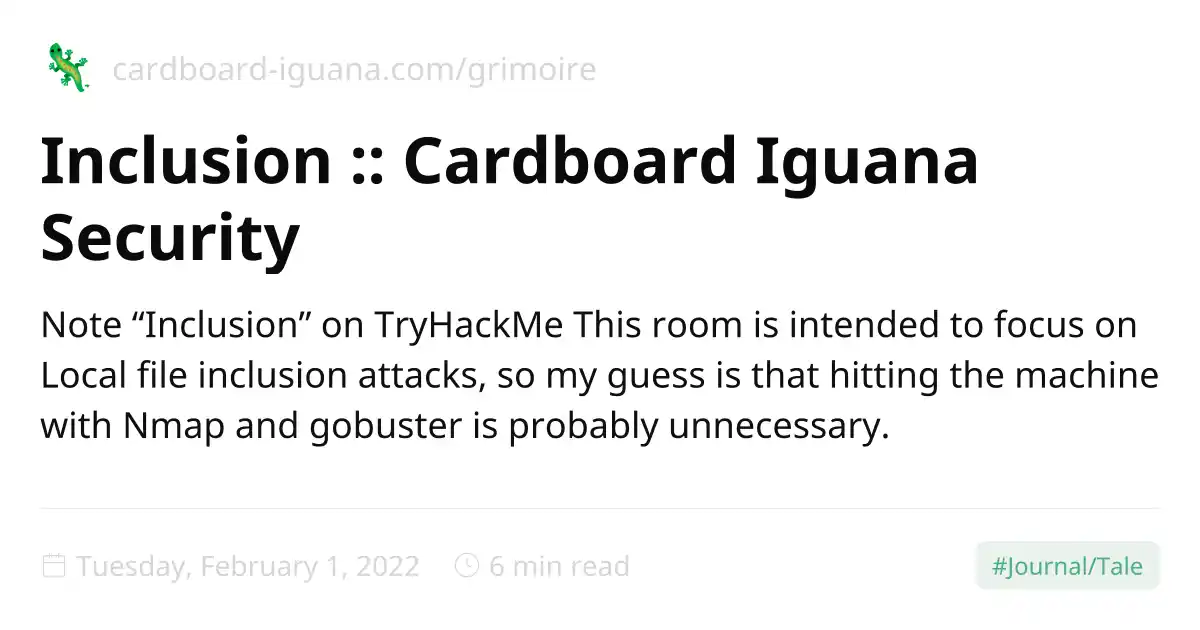 cardboard-iguana.com/grimoire
Inclusion :: Cardboard Iguana
Security
Note “Inclusion” on TryHackMe This room is intended to focus on
Local file inclusion attacks, so my guess is that hitting the machine
with Nmap and gobuster is probably unnecessary.
Tuesday, February 1, 2022 6 min read #Journal/Tale